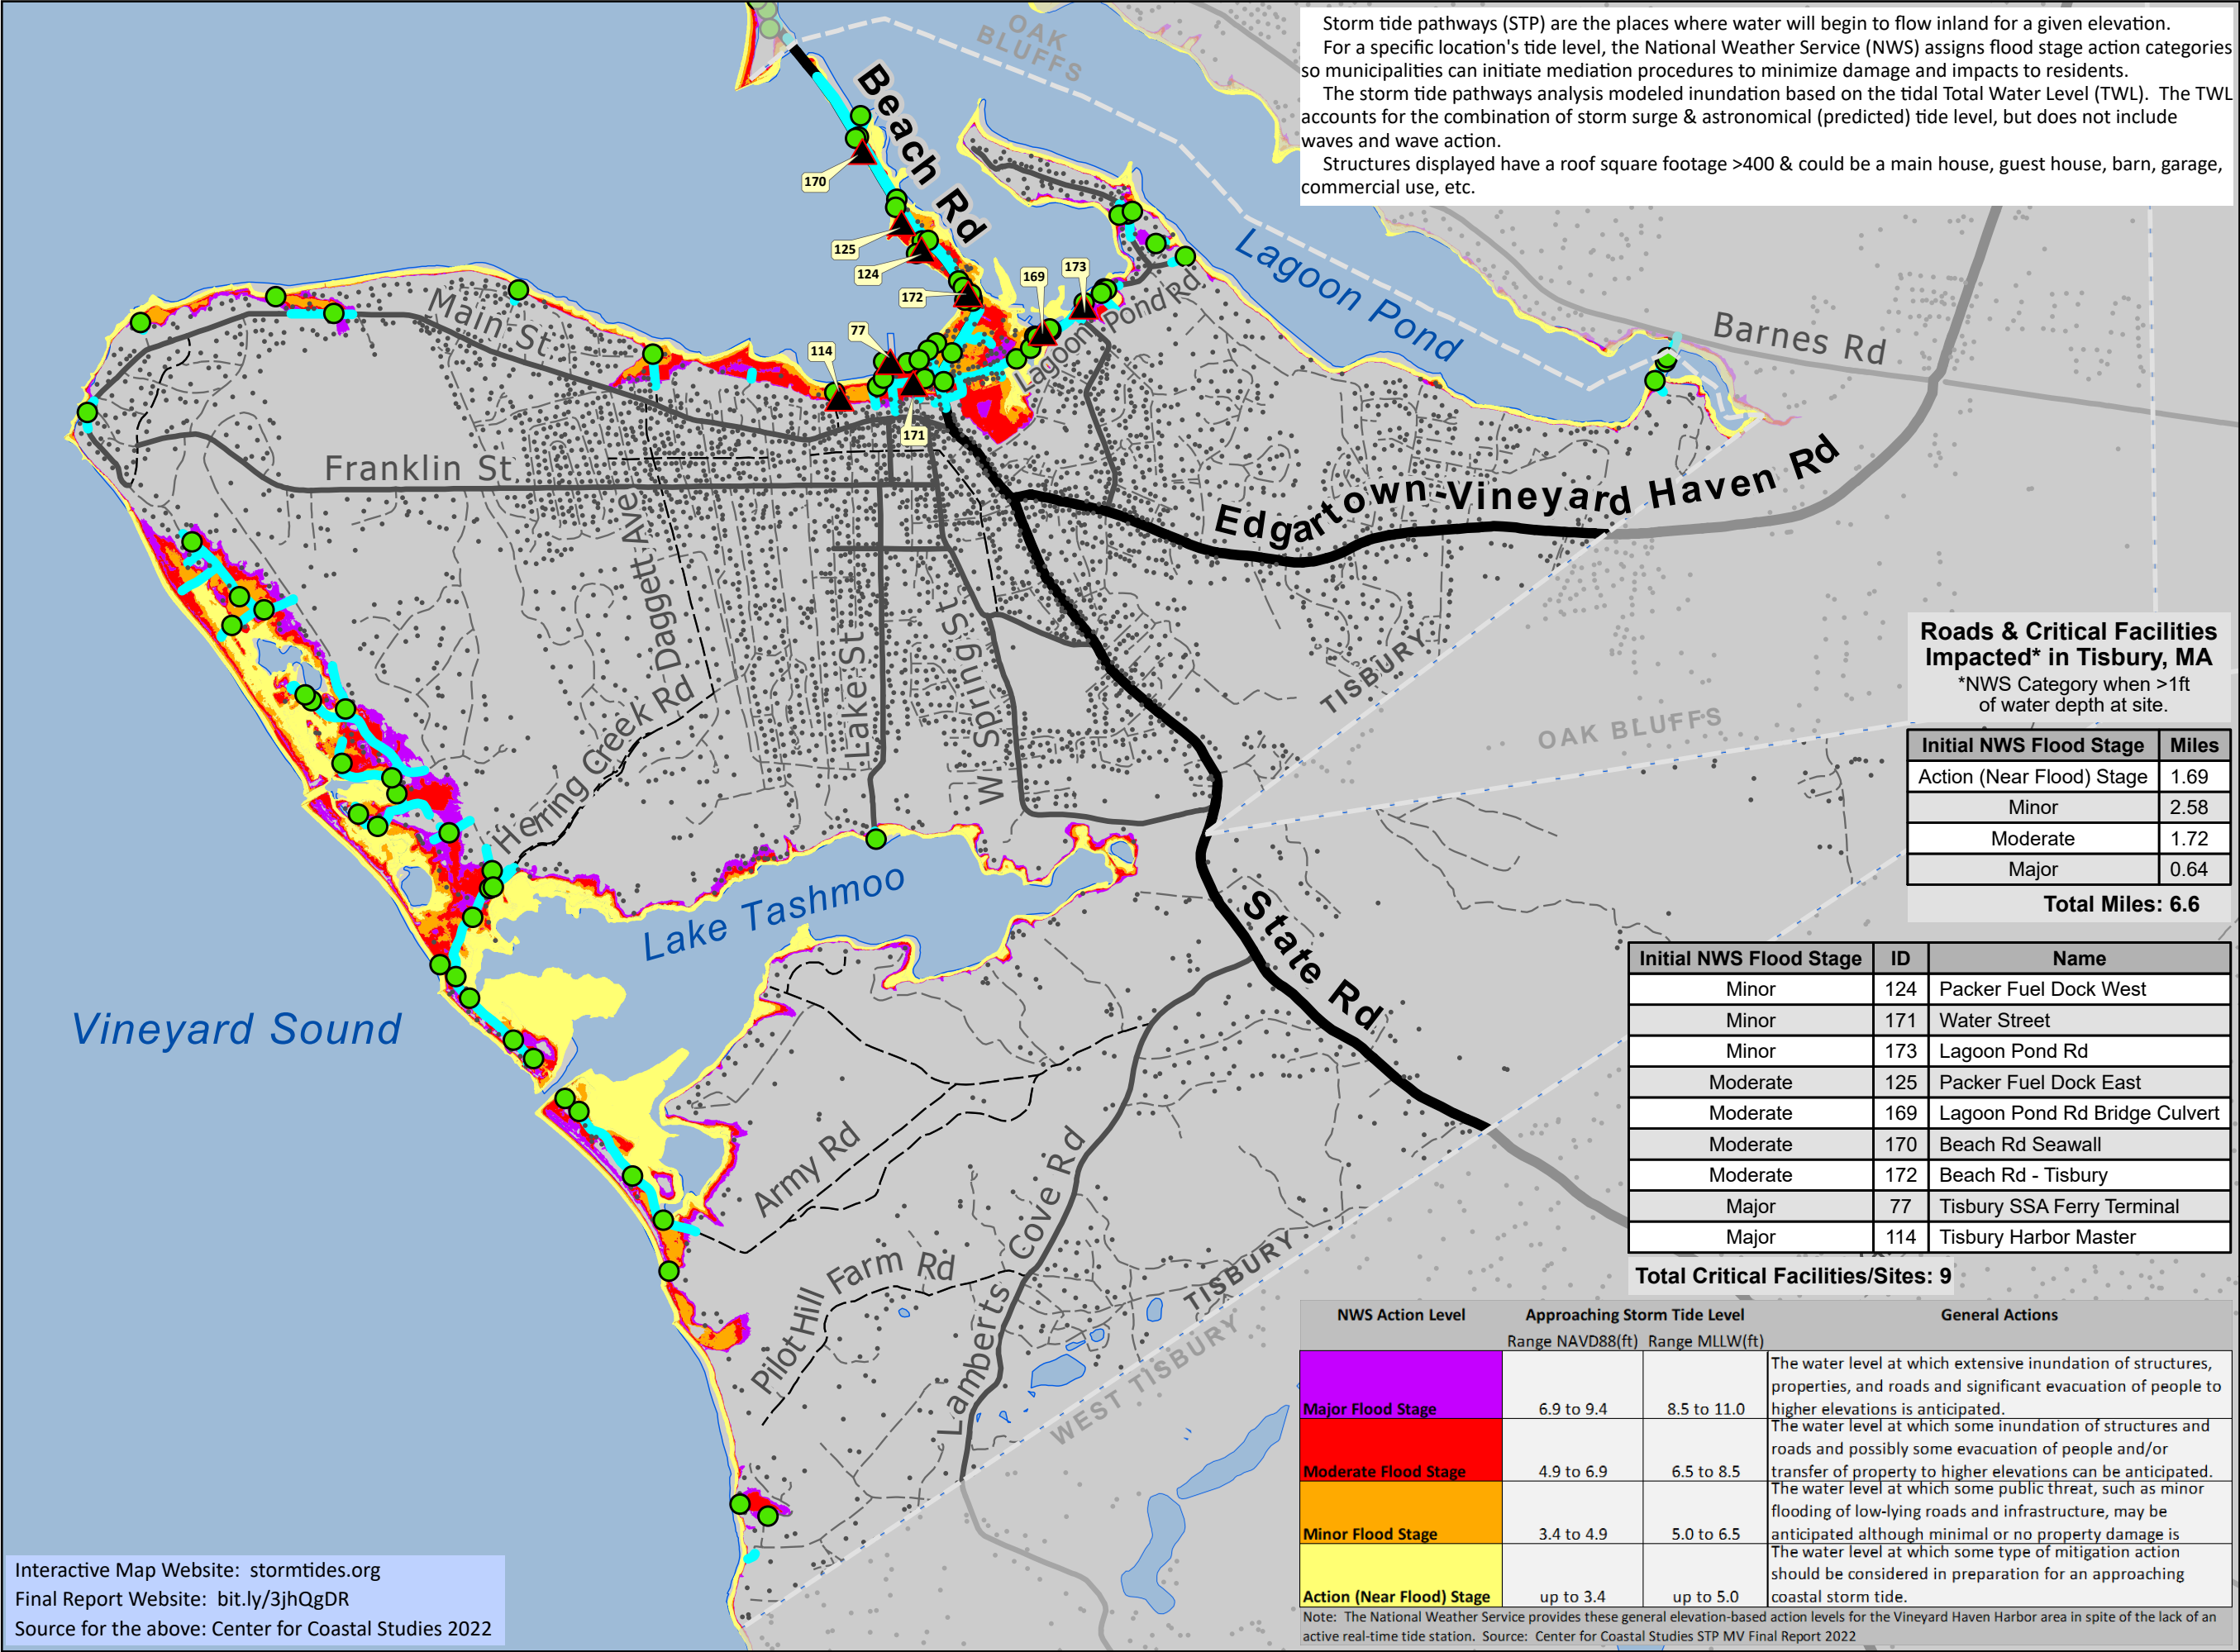 Storm tide pathways (STP) are the places where water will begin to flow inland for a given elevation.
For a specific location's tide level, the National Weather Service (NWS) assigns flood stage action categories
so municipalities can initiate mediation procedures to minimize damage and impacts to residents.
The storm tide pathways analysis modeled inundation based on the tidal Total Water Level (TWL). The TWL
accounts for the combination of storm surge & astronomical (predicted) tide level, but does not include
waves and wave action.
Structures displayed have a roof square footage >400 & could be a main house, guest house, barn, garage,
commercial use, etc.
OAK
BLUFFS
Beach Rd
170
125
124
172
169
173
77
114
171
Lagoon Pond Rd
Lagoon Pond
Barnes Rd
Main St
Franklin St
Edgartown-Vineyard Haven Rd
Daggett Ave
Lake St
W Spring St
Herring Creek Rd
TISBURY
OAK BLUFFS
Lake Tashmoo
State Rd
Vineyard Sound
Army Rd
Lamberts Cove Rd
Pilot Hill Farm Rd
TISBURY
WEST TISBURY
Roads & Critical Facilities
Impacted* in Tisbury, MA
*NWS Category when >1ft
of water depth at site.
Initial NWS Flood Stage Miles
Action (Near Flood) Stage 1.69
Minor 2.58
Moderate 1.72
Major 0.64
Total Miles: 6.6
Initial NWS Flood Stage ID Name
Minor 124 Packer Fuel Dock West
Minor 171 Water Street
Minor 173 Lagoon Pond Rd
Moderate 125 Packer Fuel Dock East
Moderate 169 Lagoon Pond Rd Bridge Culvert
Moderate 170 Beach Rd Seawall
Moderate 172 Beach Rd - Tisbury
Major 77 Tisbury SSA Ferry Terminal
Major 114 Tisbury Harbor Master
Total Critical Facilities/Sites: 9
NWS Action Level Approaching Storm Tide Level General Actions
Range NAVD88(ft) Range MLLW(ft)
The water level at which extensive inundation of structures,
properties, and roads and significant evacuation of people to
Major Flood Stage 6.9 to 9.4 8.5 to 11.0 higher elevations is anticipated.
The water level at which some inundation of structures and
roads and possibly some evacuation of people and/or
Moderate Flood Stage 4.9 to 6.9 6.5 to 8.5 transfer of property to higher elevations can be anticipated.
The water level at which some public threat, such as minor
flooding of low-lying roads and infrastructure, may be
Minor Flood Stage 3.4 to 4.9 5.0 to 6.5 anticipated although minimal or no property damage is
The water level at which some type of mitigation action
should be considered in preparation for an approaching
Action (Near Flood) Stage up to 3.4 up to 5.0 coastal storm tide.
Note: The National Weather Service provides these general elevation-based action levels for the Vineyard Haven Harbor area in spite of the lack of an
active real-time tide station. Source: Center for Coastal Studies STP MV Final Report 2022
Interactive Map Website: stormtides.org
Final Report Website: bit.ly/3jhQgDR
Source for the above: Center for Coastal Studies 2022